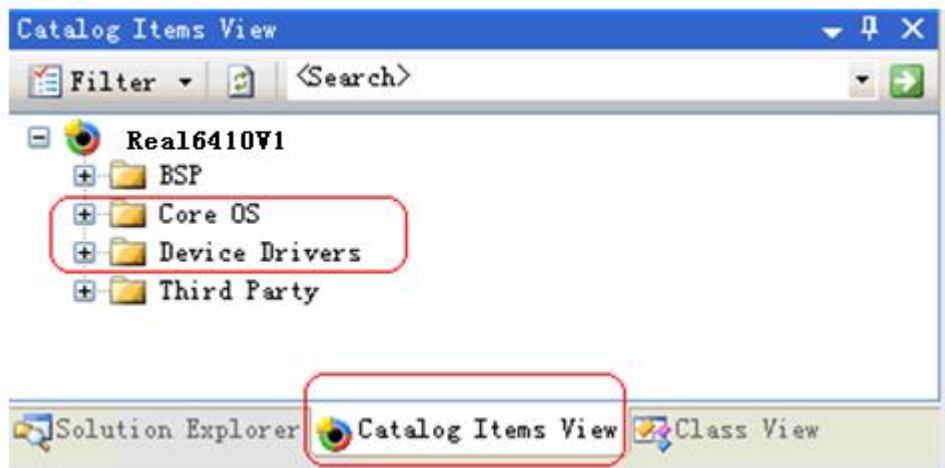 Catalog Items View
Filter <Search>
Real6410V1
BSP
Core OS
Device Drivers
Third Party
Solution Explorer Catalog Items View Class View